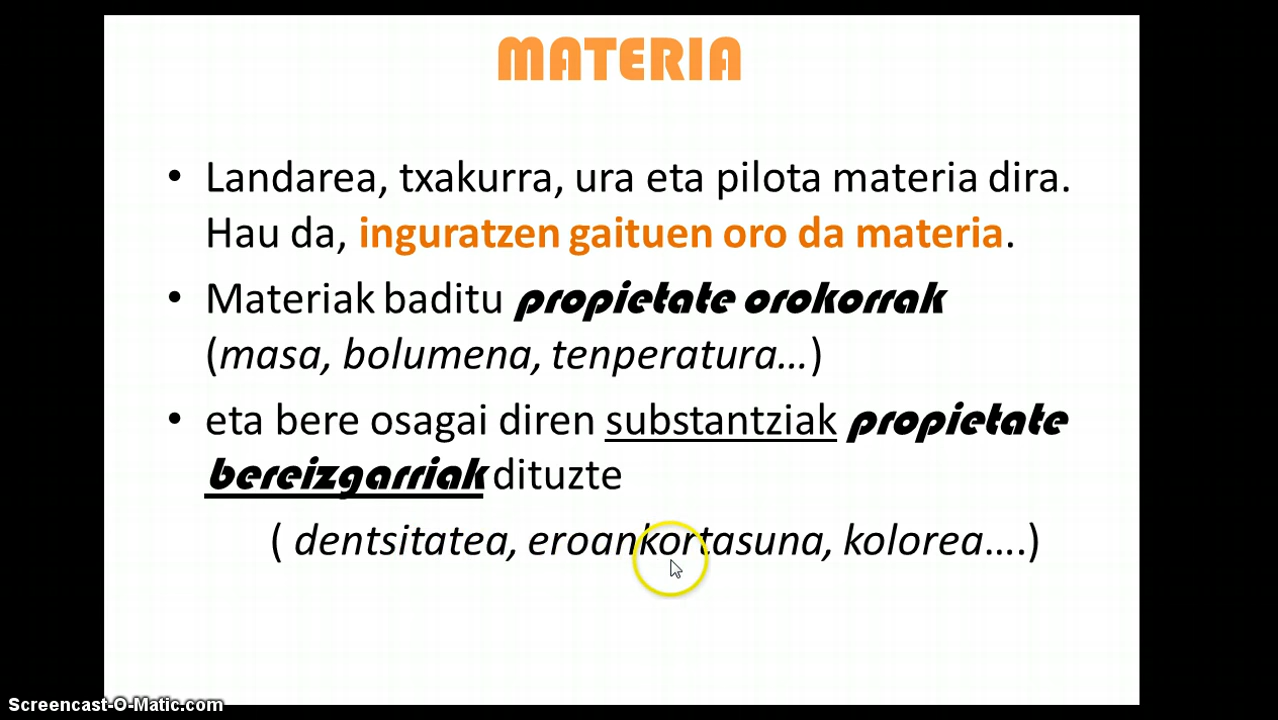 MATERIA
• Landarea, txakurra, ura eta pilota materia dira.
Hau da, inguratzen gaituen oro da materia.
• Materiak baditu propietate orokorrak
(masa, bolumena, tenperatura…)
• eta bere osagai diren substantziak propietate
bereizgarriak dituzte
( dentsitatea, eroankortasuna, kolorea….)
Screencast-O-Matic.com